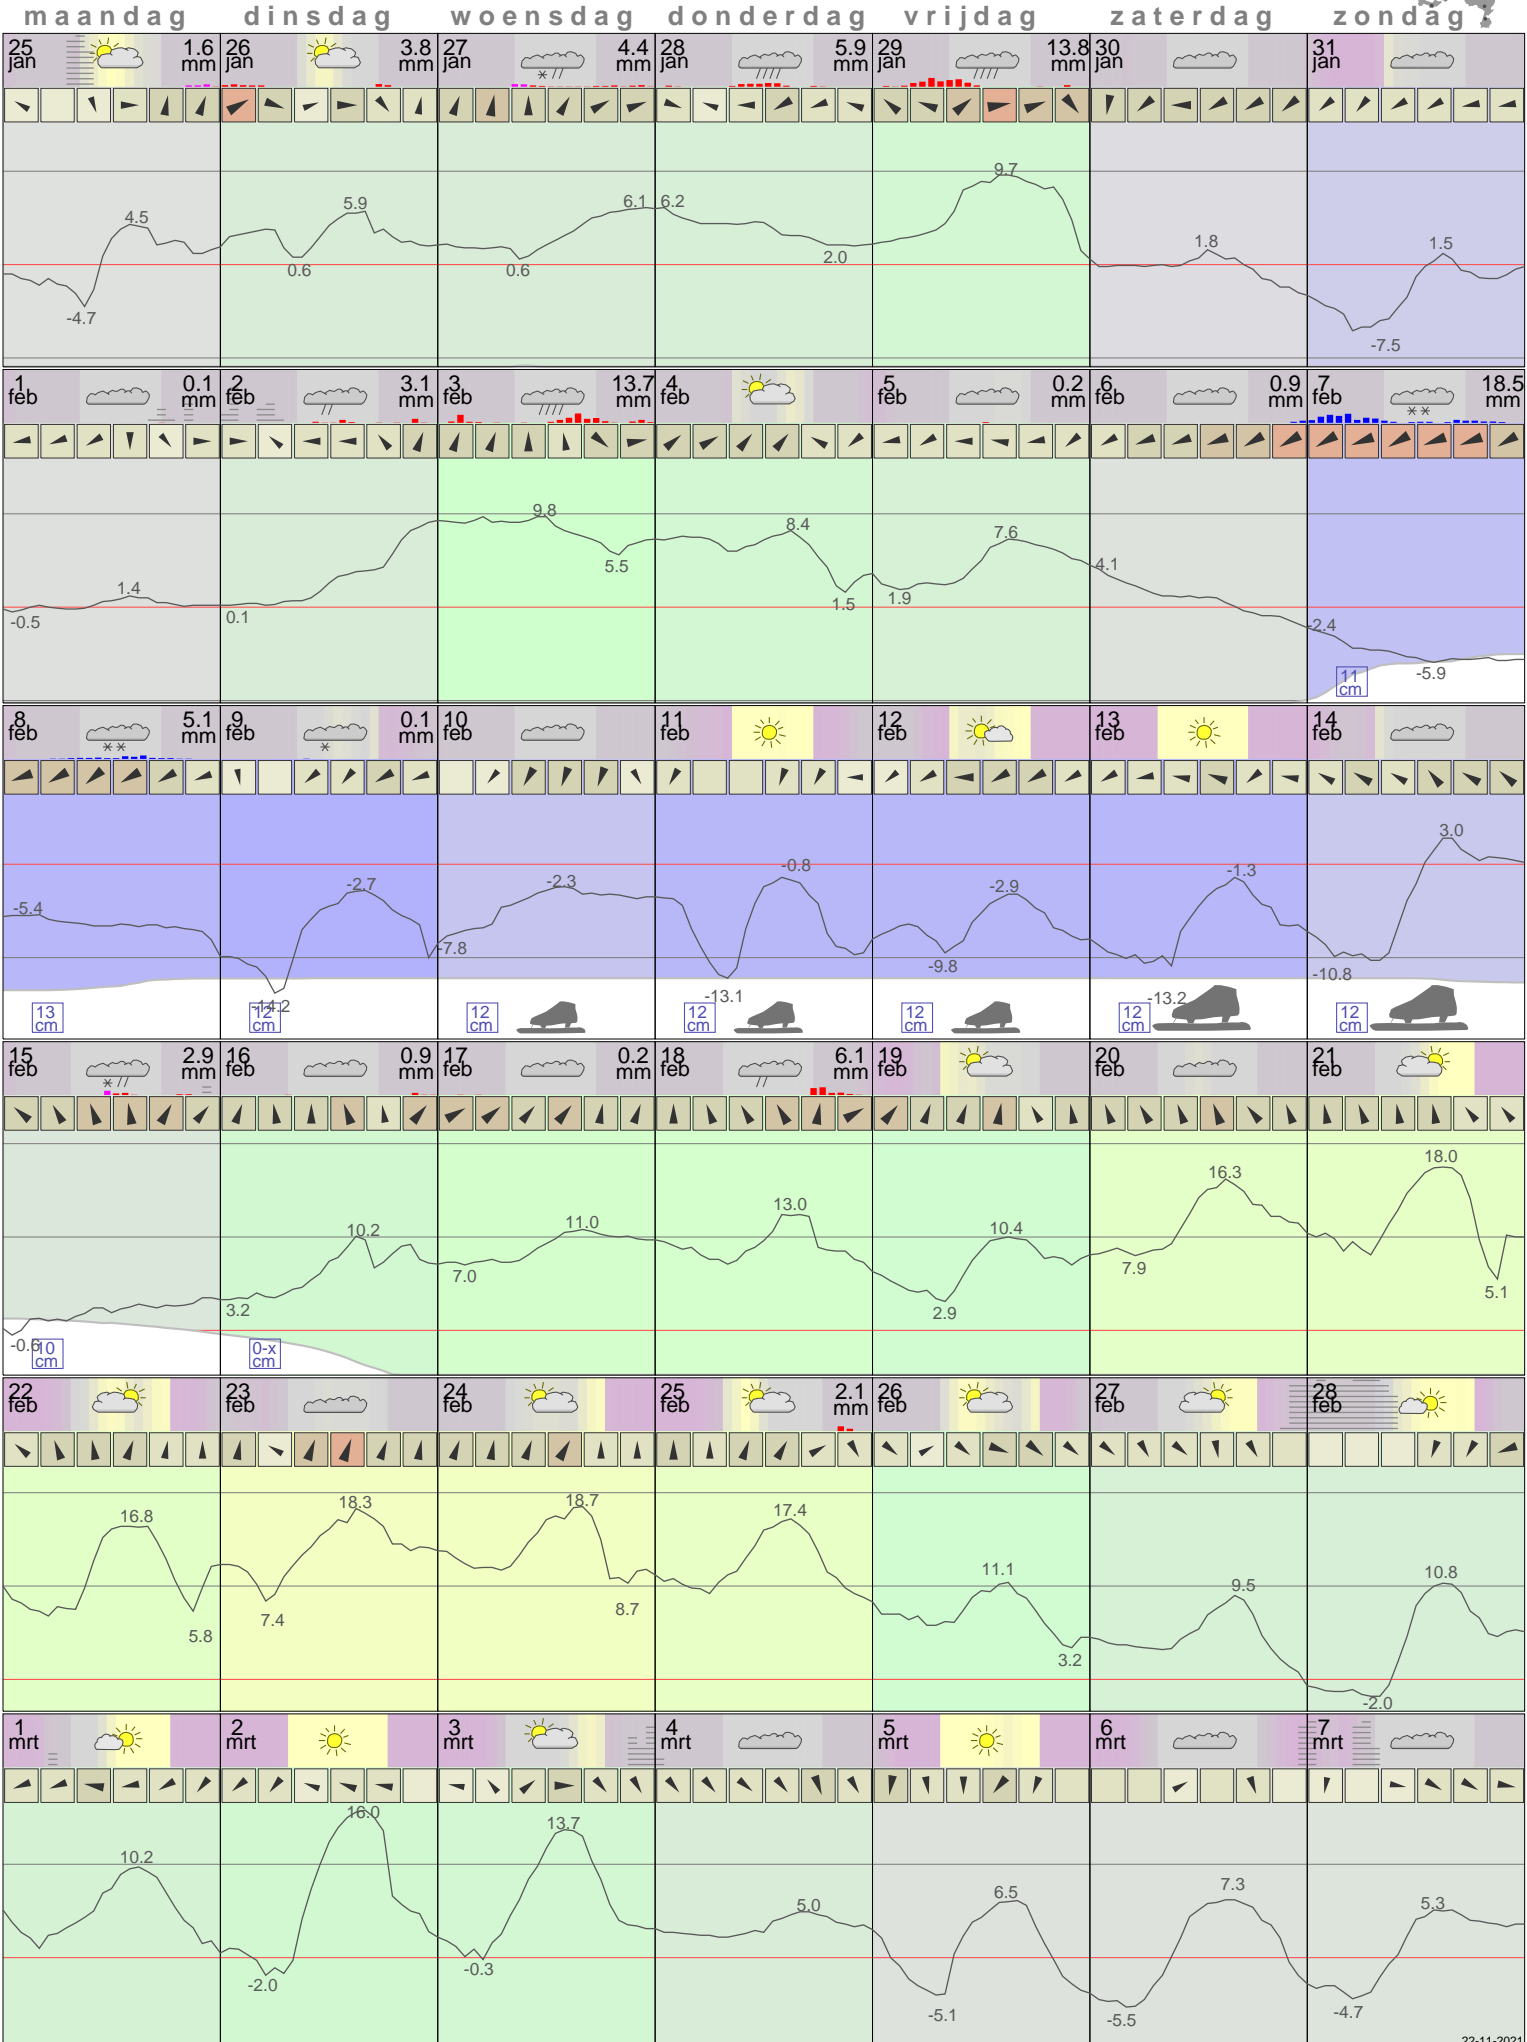 maandag dinsdag woensdag donderdag vrijdag zaterdag zondag
25 1.6 26 3.8 27 4.4 28 5.9 29 13.8 30 31
jan mm jan mm jan mm jan mm jan mm jan jan
9.7
4.5 5.9 6.1 6.2
1.8 1.5
0.6 0.6 2.0
-4.7 -7.5
1 0.1 2 3.1 3 13.7 4 5 0.2 6 0.9 7 18.5
feb mm feb mm feb mm feb feb mm feb mm feb mm
9.8 8.4 7.6
5.5 4.1
1.4 1.5 1.9
-0.5 0.1 -2.4
11 -5.9
cm
8 5.1 9 0.1 10 11 12 13 14
feb mm feb mm feb feb feb feb feb
3.0
-5.4 -2.7 -2.3 -0.8 -2.9 -1.3
-7.8 -9.8 -10.8
-14.2 -13.1 -13.2
13 12 12 12 12 12 12
cm cm cm cm cm cm cm
15 2.9 16 0.9 17 0.2 18 6.1 19 20 21
feb mm feb mm feb mm feb mm feb feb feb
16.3 18.0
10.2 11.0 13.0 10.4
7.0 7.9
3.2 2.9 5.1
-0.6 10 0-x
cm cm
22 23 24 25 2.1 26 27 28
feb feb feb feb mm feb feb feb
16.8 18.3 18.7 17.4
11.1 9.5 10.8
5.8 7.4 8.7 3.2 -2.0
1 2 3 4 5 6 7
mrt mrt mrt mrt mrt mrt mrt
10.2 16.0 13.7
5.0 6.5 7.3 5.3
-2.0 -0.3 -5.1 -5.5 -4.7
22-11-2021